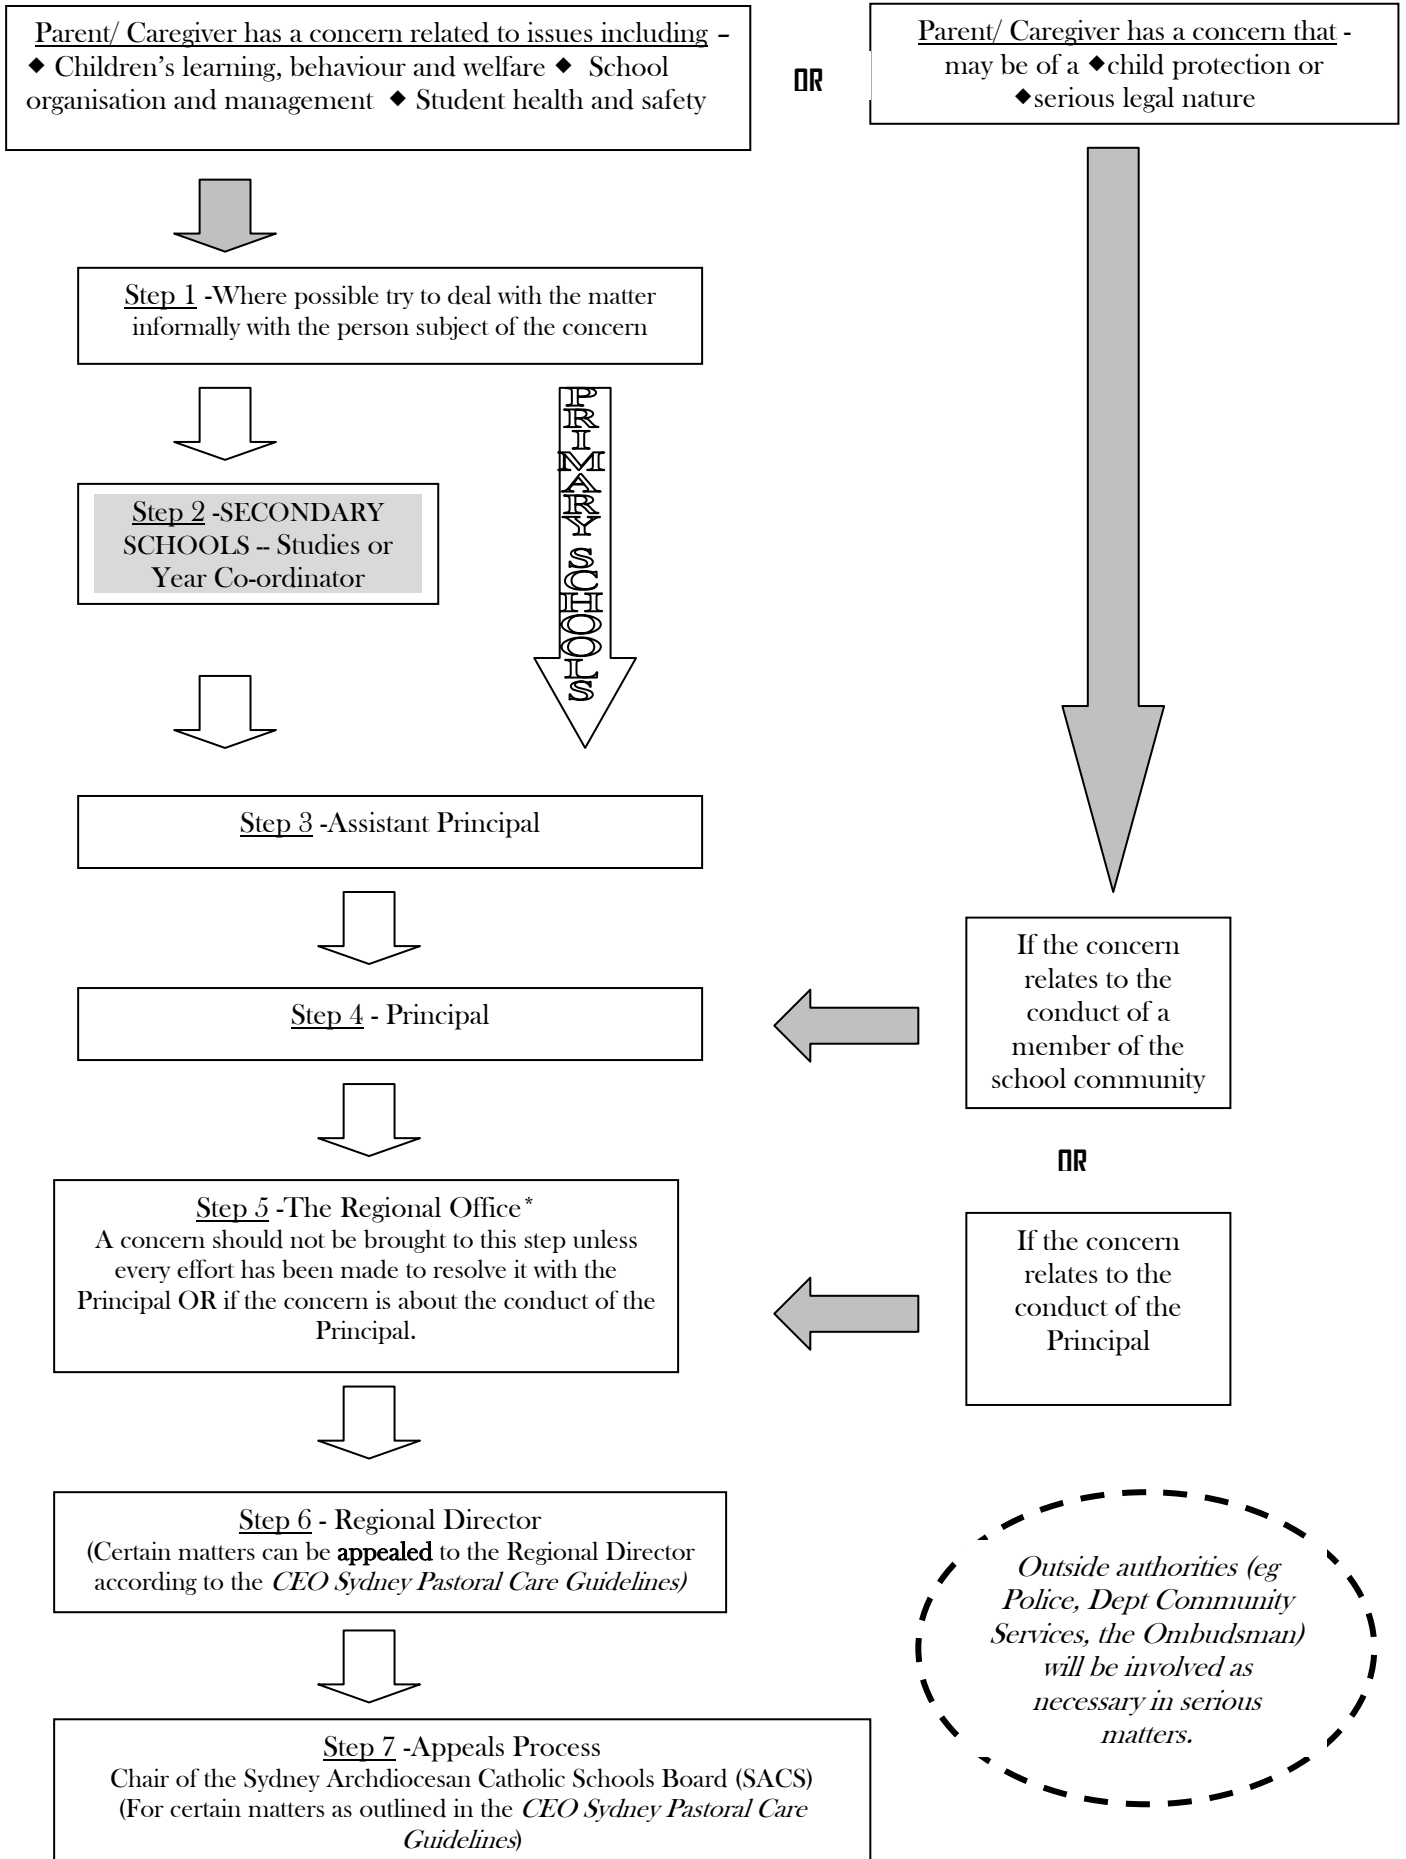 Parent/ Caregiver has a concern related to issues including –
◆ Children's learning, behaviour and welfare ◆ School
organisation and management ◆ Student health and safety
OR
Parent/ Caregiver has a concern that -
may be of a ◆child protection or
◆serious legal nature
Step 1 -Where possible try to deal with the matter
informally with the person subject of the concern
PRIMARY SCHOOLS
Step 2 -SECONDARY
SCHOOLS – Studies or
Year Co-ordinator
Step 3 -Assistant Principal
Step 4 - Principal
If the concern
relates to the
conduct of a
member of the
school community
OR
Step 5 -The Regional Office*
A concern should not be brought to this step unless
every effort has been made to resolve it with the
Principal OR if the concern is about the conduct of the
Principal.
If the concern
relates to the
conduct of the
Principal
Step 6 - Regional Director
(Certain matters can be appealed to the Regional Director
according to the CEO Sydney Pastoral Care Guidelines)
Outside authorities (eg
Police, Dept Community
Services, the Ombudsman)
will be involved as
necessary in serious
matters.
Step 7 -Appeals Process
Chair of the Sydney Archdiocesan Catholic Schools Board (SACS)
(For certain matters as outlined in the CEO Sydney Pastoral Care
Guidelines)